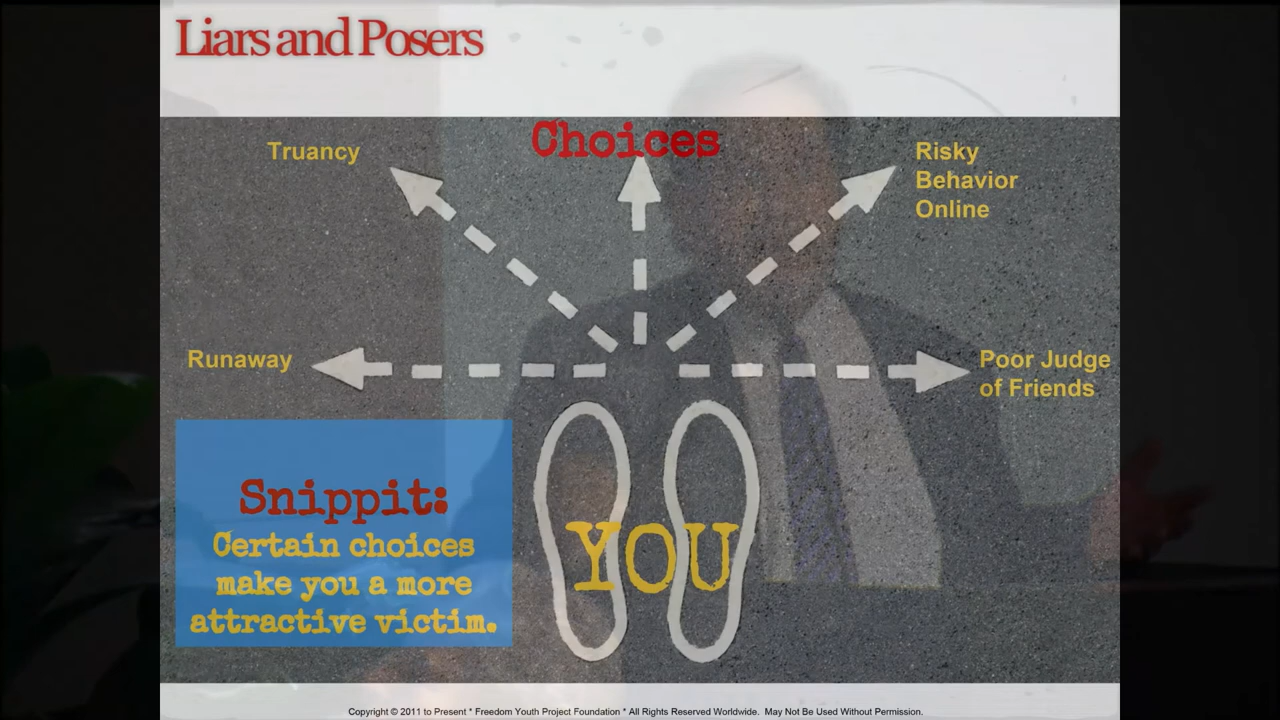 Liars and Posers
Choices
Truancy
Risky
Behavior
Online
Runaway
Poor Judge
of Friends
Snippit:
Certain choices
make you a more
attractive victim.
YOU
Copyright © 2011 to Present * Freedom Youth Project Foundation * All Rights Reserved Worldwide. May Not Be Used Without Permission.